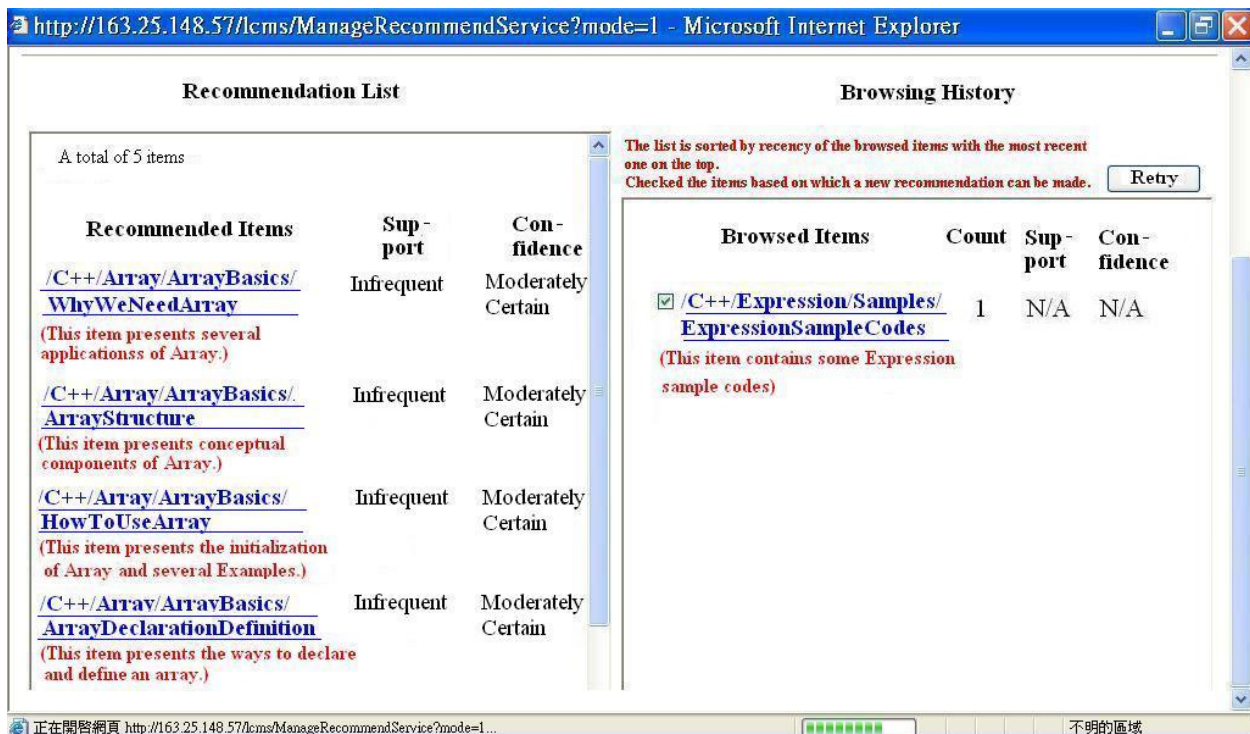 http://163.25.148.57/lcms/ManageRecommendService?mode=1 - Microsoft Internet Explorer
Recommendation List
A total of 5 items
Recommended Items
Sup-
port
Con-
fidence
/C++/Array/ArrayBasics/
WhyWeNeedArray
Infrequent
Moderately
Certain
(This item presents several
applicationss of Array.)
/C++/Array/ArrayBasics/
ArrayStructure
Infrequent
Moderately
Certain
(This item presents conceptual
components of Array.)
/C++/Array/ArrayBasics/
HowToUseArray
Infrequent
Moderately
Certain
(This item presents the initialization
of Array and several Examples.)
/C++/Array/ArrayBasics/
ArrayDeclarationDefinition
Infrequent
Moderately
Certain
(This item presents the ways to declare
and define an array.)
Browsing History
The list is sorted by recency of the browsed items with the most recent
one on the top.
Checked the items based on which a new recommendation can be made.
Retry
Browsed Items
Count
Sup-
port
Con-
fidence
/C++/Expression/Samples/
ExpressionSampleCodes
1
N/A
N/A
(This item contains some Expression
sample codes)
正在開啓網頁 http://163.25.148.57/lcms/ManageRecommendService?mode=1...
不明的區域